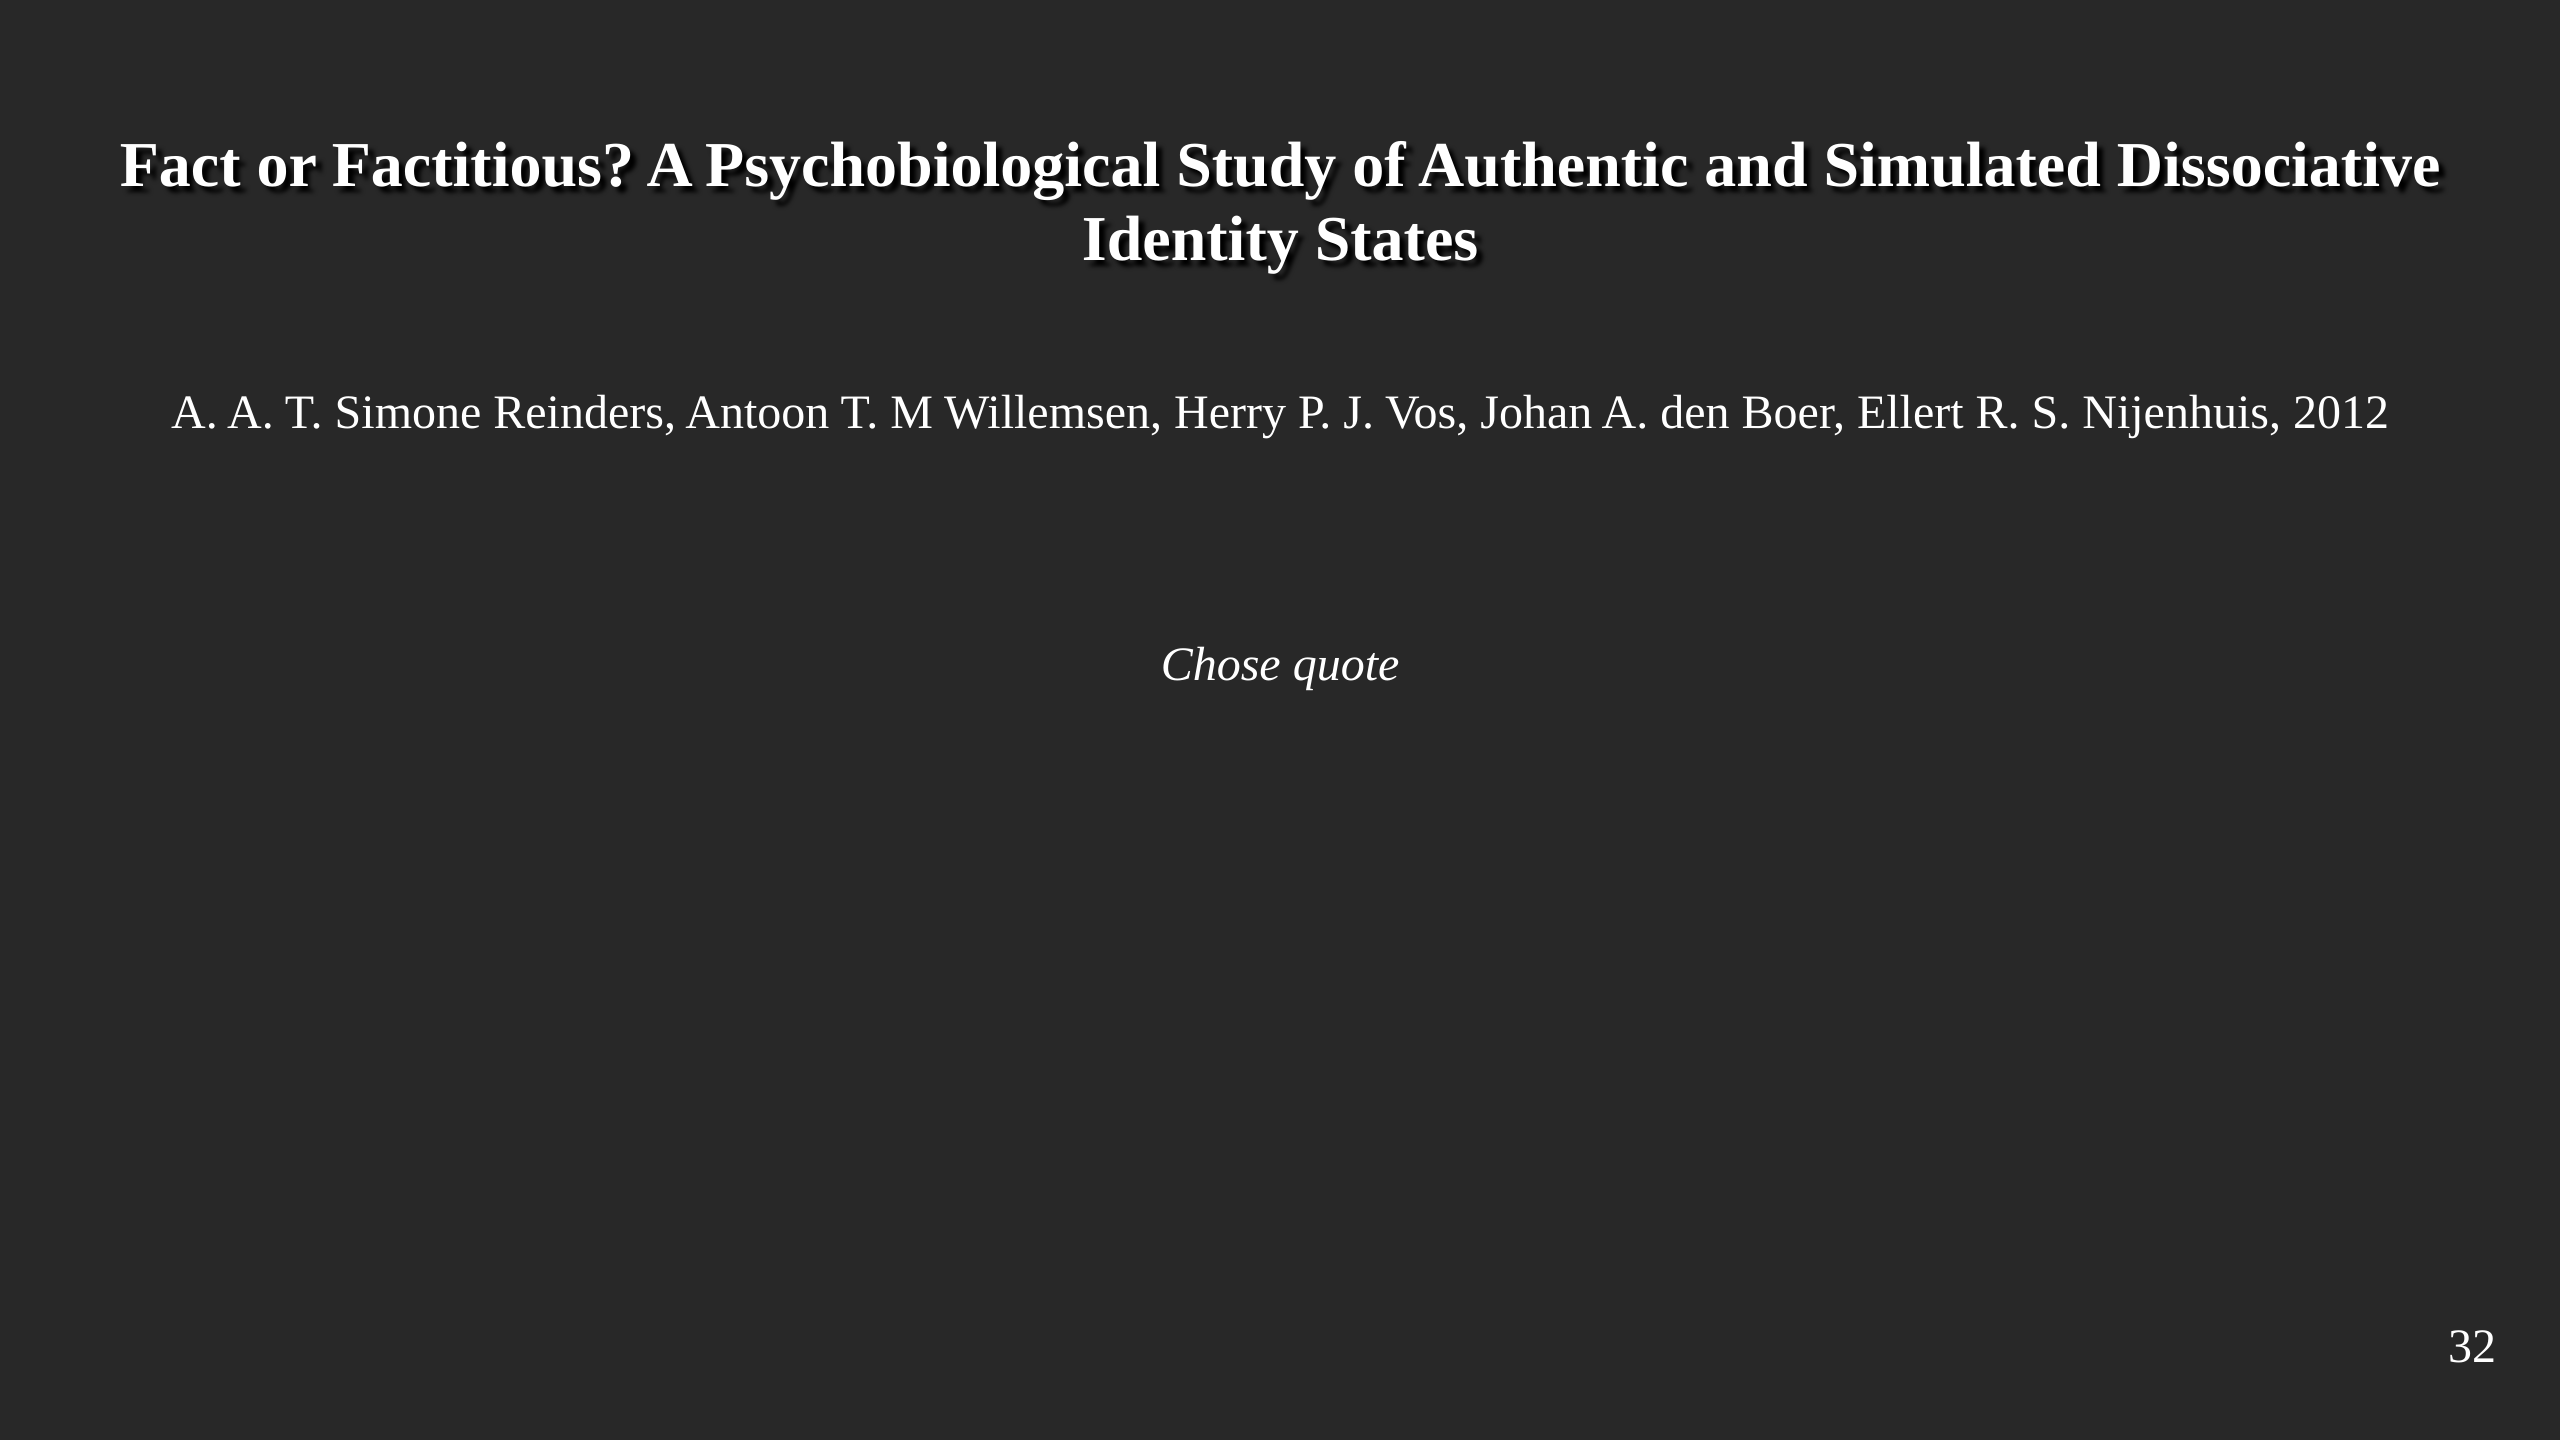 Fact or Factitious? A Psychobiological Study of Authentic and Simulated Dissociative
Identity States
A. A. T. Simone Reinders, Antoon T. M Willemsen, Herry P. J. Vos, Johan A. den Boer, Ellert R. S. Nijenhuis, 2012
Chose quote
32